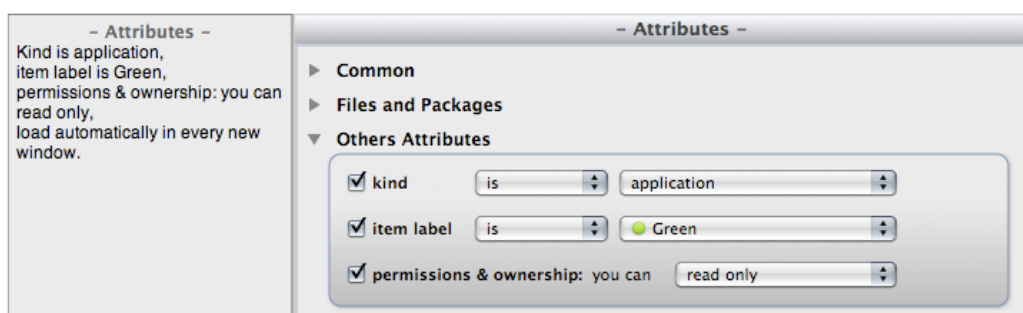 – Attributes –
Kind is application,
item label is Green,
permissions & ownership: you can
read only,
load automatically in every new
window.
– Attributes –
Common
Files and Packages
Others Attributes
kind is application
item label is Green
permissions & ownership: you can read only